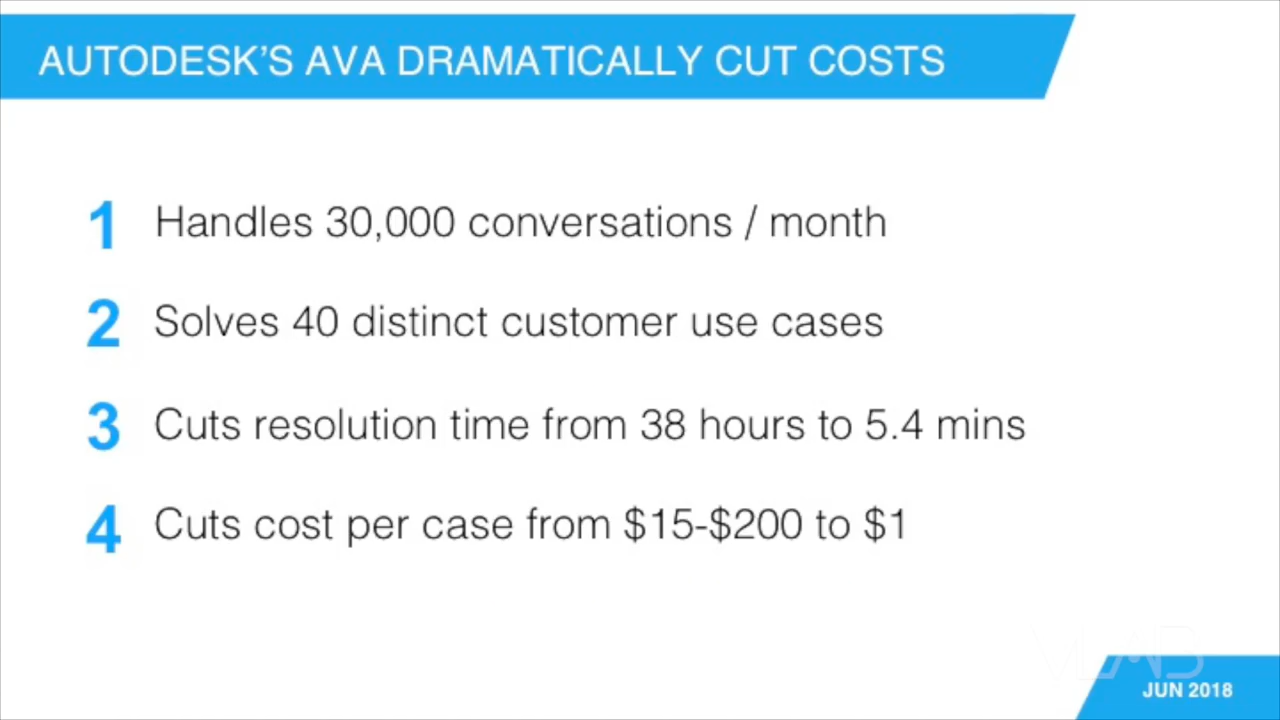 AUTODESK'S AVA DRAMATICALLY CUT COSTS
1 Handles 30,000 conversations / month
2 Solves 40 distinct customer use cases
3 Cuts resolution time from 38 hours to 5.4 mins
4 Cuts cost per case from $15-$200 to $1
VLAB
JUN 2018